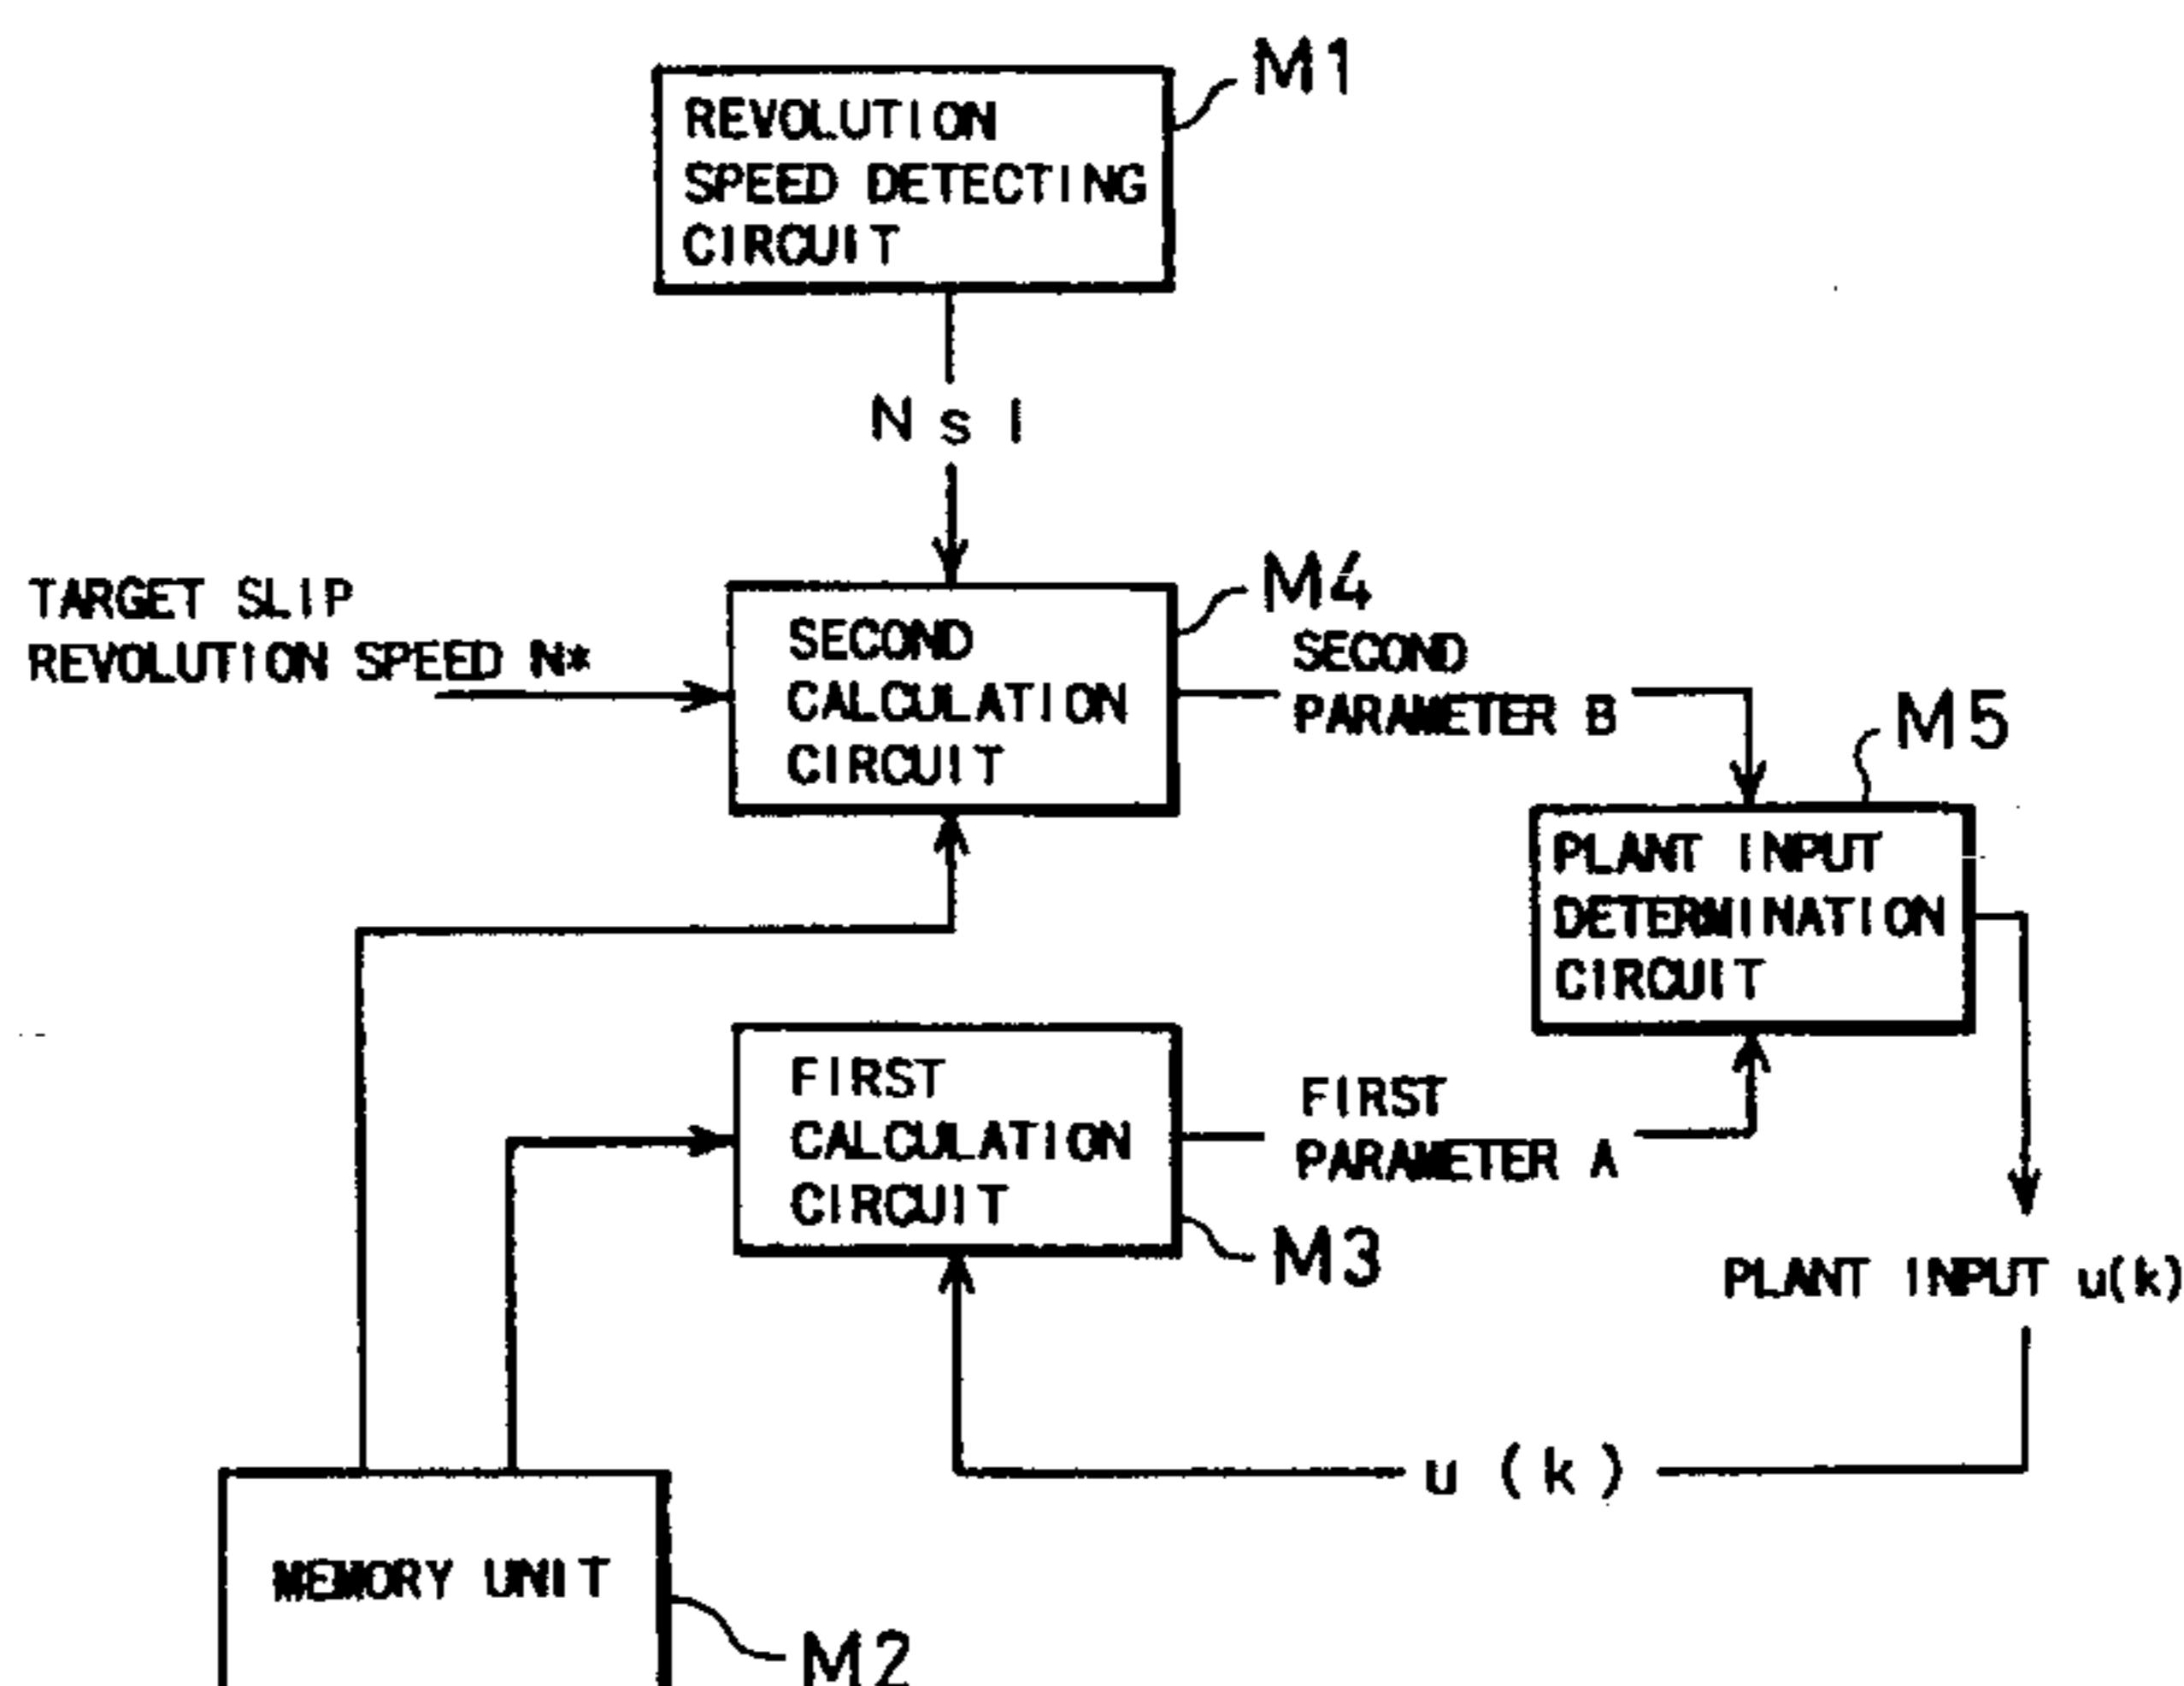 M1
REVOLUTION
SPEED DETECTING
CIRCUIT
Nsl
TARGET SLIP
REVOLUTION SPEED N*
M4
SECOND
CALCULATION
CIRCUIT
SECOND
PARAMETER B
M5
PLANT INPUT
DETERMINATION
CIRCUIT
FIRST
CALCULATION
CIRCUIT
FIRST
PARAMETER A
M3
PLANT INPUT u(k)
u (k)
MEMORY UNIT
M2